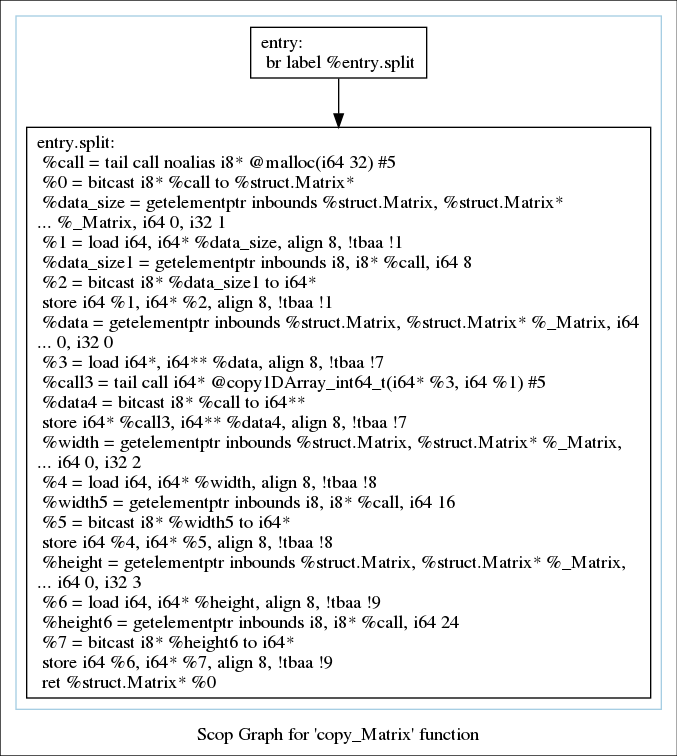 entry:
br label %entry.split
entry.split:
%call = tail call noalias i8* @malloc(i64 32) #5
%0 = bitcast i8* %call to %struct.Matrix*
%data_size = getelementptr inbounds %struct.Matrix, %struct.Matrix*
... %_Matrix, i64 0, i32 1
%1 = load i64, i64* %data_size, align 8, !tbaa !1
%data_size1 = getelementptr inbounds i8, i8* %call, i64 8
%2 = bitcast i8* %data_size1 to i64*
store i64 %1, i64* %2, align 8, !tbaa !1
%data = getelementptr inbounds %struct.Matrix, %struct.Matrix* %_Matrix, i64
... 0, i32 0
%3 = load i64*, i64** %data, align 8, !tbaa !7
%call3 = tail call i64* @copy1DArray_int64_t(i64* %3, i64 %1) #5
%data4 = bitcast i8* %call to i64**
store i64* %call3, i64** %data4, align 8, !tbaa !7
%width = getelementptr inbounds %struct.Matrix, %struct.Matrix* %_Matrix,
... i64 0, i32 2
%4 = load i64, i64* %width, align 8, !tbaa !8
%width5 = getelementptr inbounds i8, i8* %call, i64 16
%5 = bitcast i8* %width5 to i64*
store i64 %4, i64* %5, align 8, !tbaa !8
%height = getelementptr inbounds %struct.Matrix, %struct.Matrix* %_Matrix,
... i64 0, i32 3
%6 = load i64, i64* %height, align 8, !tbaa !9
%height6 = getelementptr inbounds i8, i8* %call, i64 24
%7 = bitcast i8* %height6 to i64*
store i64 %6, i64* %7, align 8, !tbaa !9
ret %struct.Matrix* %0
Scop Graph for 'copy_Matrix' function